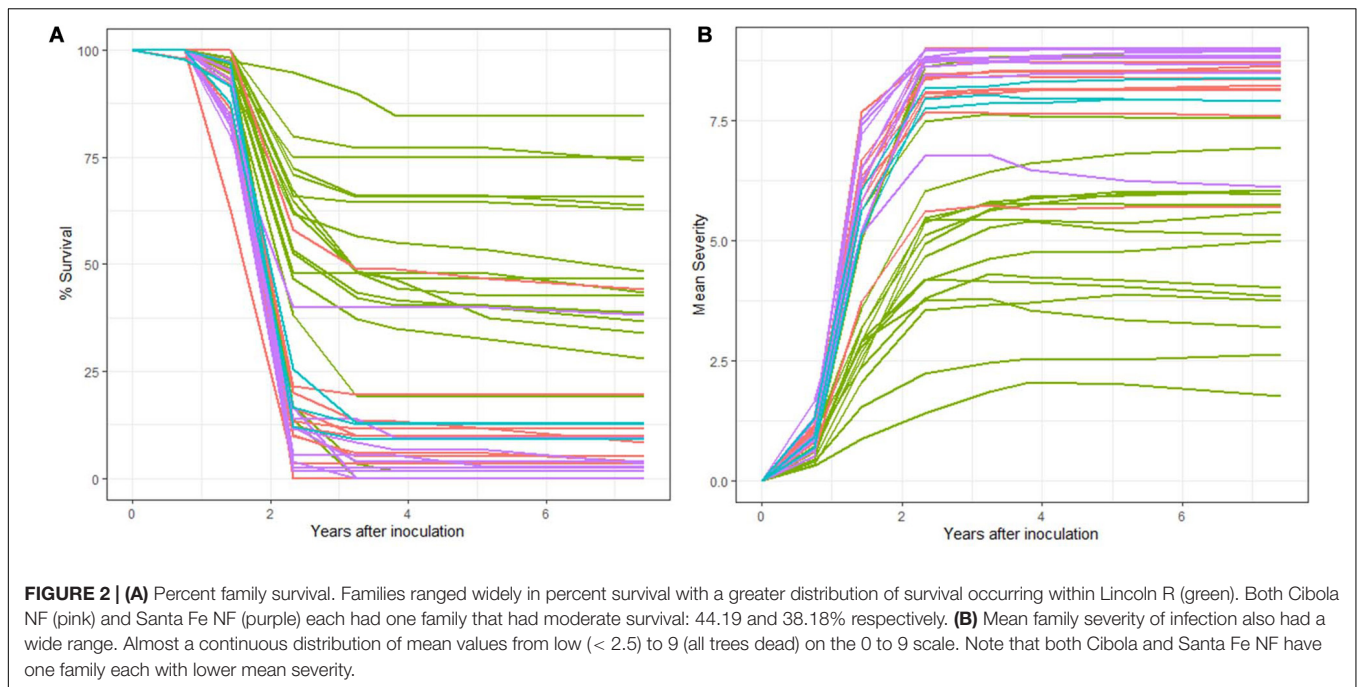 A
100
75
50
25
0
% Survival
0 2 4 6
Years after inoculation
B
7.5
5.0
2.5
0.0
Mean Severity
0 2 4 6
Years after inoculation
FIGURE 2 | (A) Percent family survival. Families ranged widely in percent survival with a greater distribution of survival occurring within Lincoln R (green). Both Cibola
NF (pink) and Santa Fe NF (purple) each had one family that had moderate survival: 44.19 and 38.18% respectively. (B) Mean family severity of infection also had a
wide range. Almost a continuous distribution of mean values from low (< 2.5) to 9 (all trees dead) on the 0 to 9 scale. Note that both Cibola and Santa Fe NF have
one family each with lower mean severity.